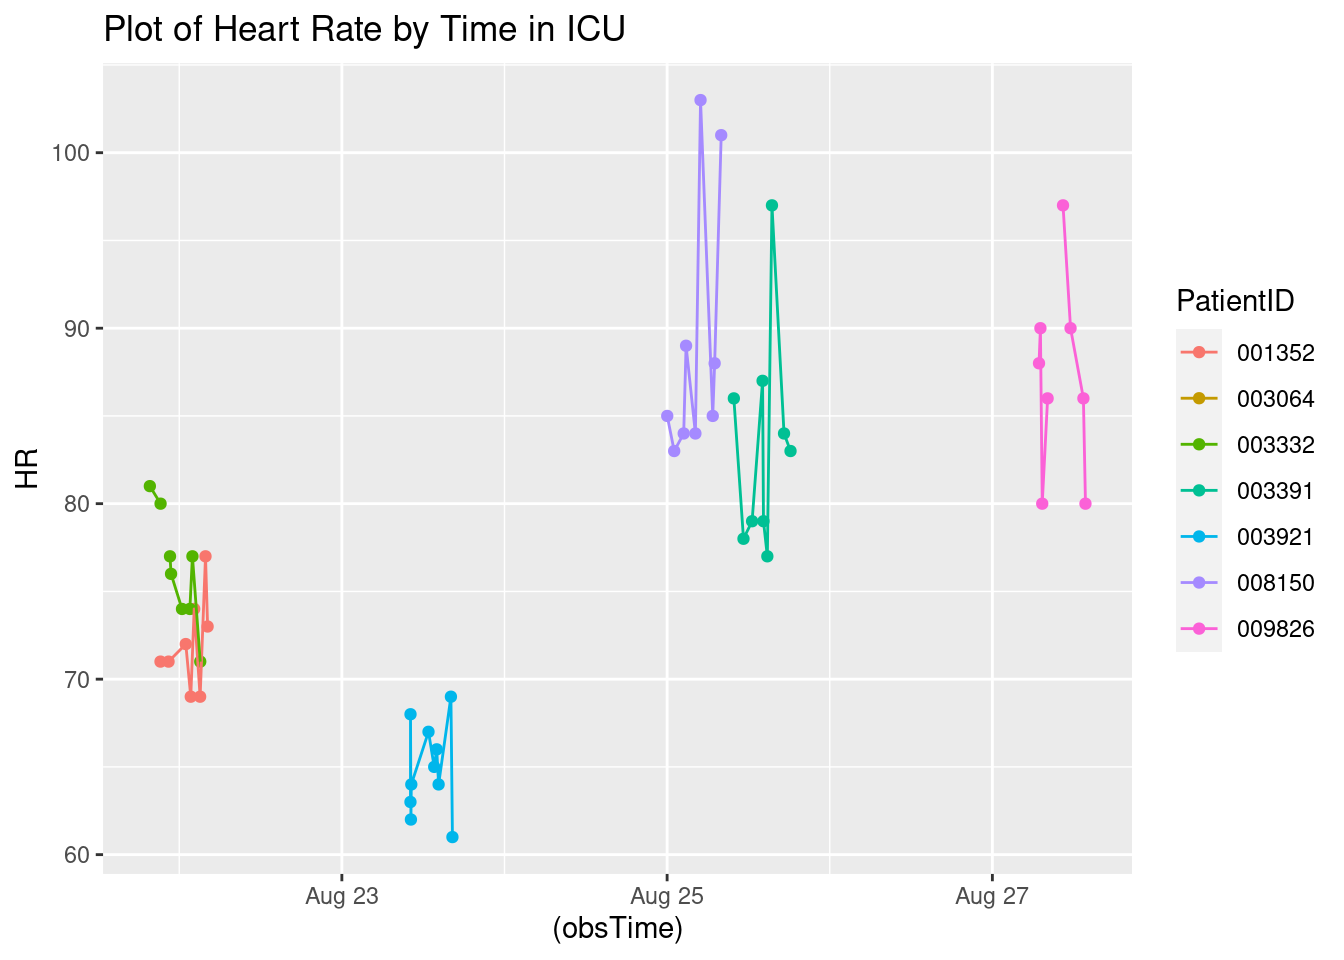 Plot of Heart Rate by Time in ICU
100
90
80
70
60
HR
Aug 23
Aug 25
Aug 27
(obsTime)
PatientID
001352
003064
003332
003391
003921
008150
009826